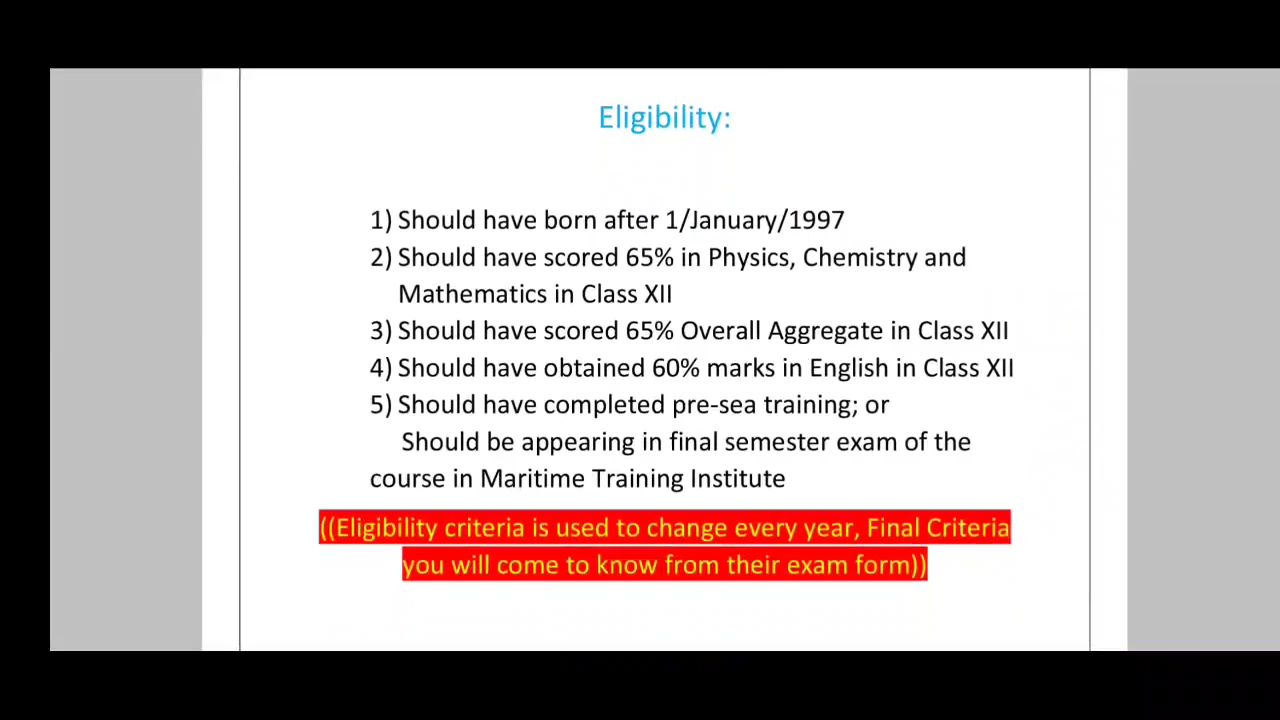 Eligibility:
1) Should have born after 1/January/1997
2) Should have scored 65% in Physics, Chemistry and
Mathematics in Class XII
3) Should have scored 65% Overall Aggregate in Class XII
4) Should have obtained 60% marks in English in Class XII
5) Should have completed pre-sea training; or
Should be appearing in final semester exam of the
course in Maritime Training Institute
((Eligibility criteria is used to change every year, Final Criteria
you will come to know from their exam form))